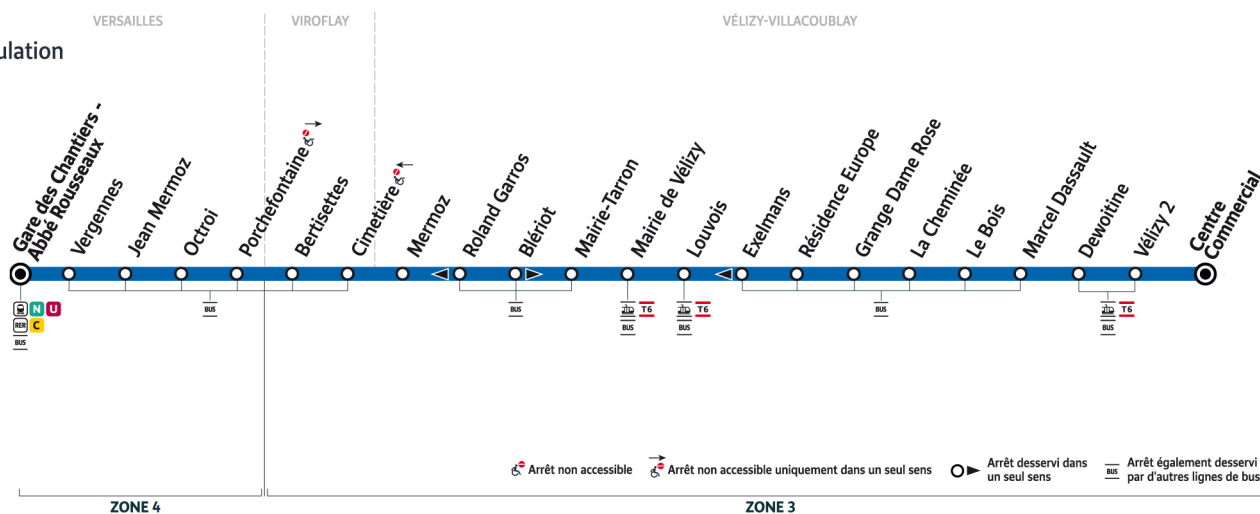 VERSAILLES
VIROFLAY
VÉLIZY-VILLACOUBLAY
ulation
Gare des Chantiers -
Abbé Rousseaux
Vergennes
Jean Mermoz
Octroi
Porchefontaine
Bertisettes
Cimetière
Mermoz
Roland Garros
Blériot
Mairie-Tarron
Mairie de Vélizy
Louvois
Exelmans
Résidence Europe
Grange Dame Rose
La Cheminée
Le Bois
Marcel Dassault
Dewoitine
Vélizy 2
Centre
Commercial
N U
RER C
BUS
BUS
BUS
T6
BUS
T6
BUS
BUS
T6
BUS
Arrêt non accessible
Arrêt non accessible uniquement dans un seul sens
Arrêt desservi dans
un seul sens
BUS
Arrêt également desservi
par d'autres lignes de bus
ZONE 4
ZONE 3